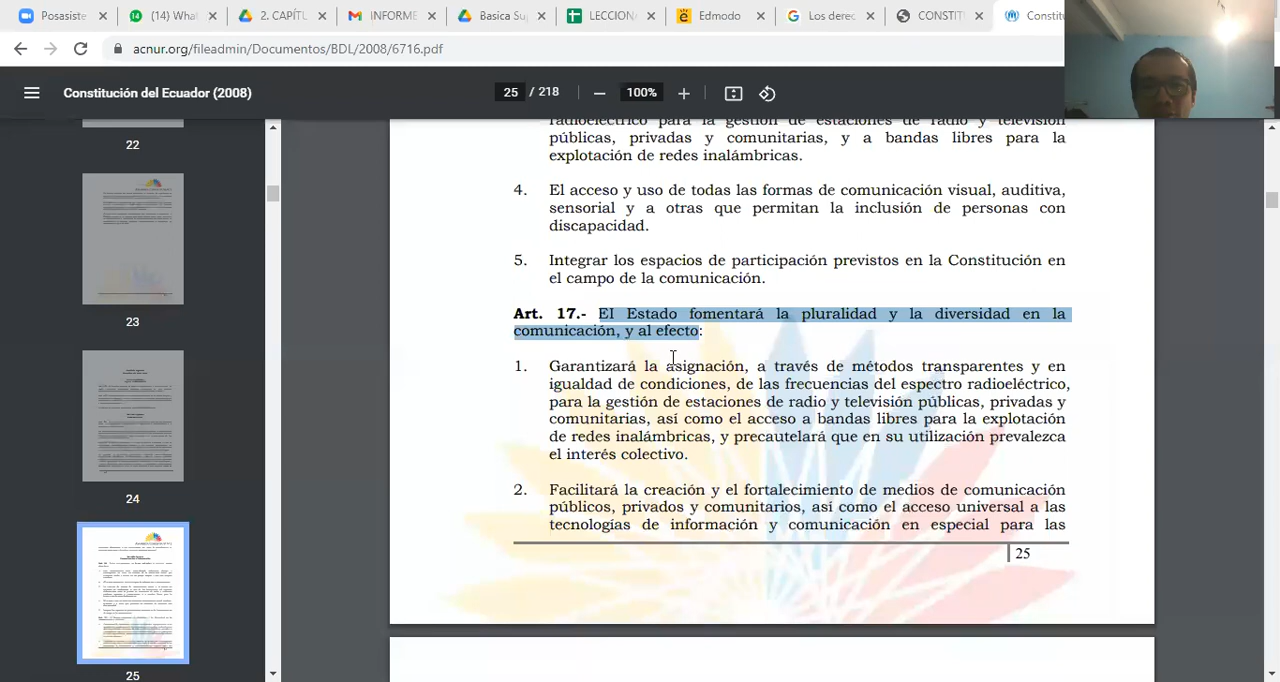 Posasiste
(14) Wha
2. CAPÍTL
INFORME
Basica Su
LECCION
Edmodo
Los derec
CONSTIT
Constit
acnur.org/fileadmin/Documentos/BDL/2008/6716.pdf
Constitución del Ecuador (2008)
25 / 218
100%
22
23
24
25
radioeléctrico para la gestión de estaciones de radio y televisión
públicas, privadas y comunitarias, y a bandas libres para la
explotación de redes inalámbricas.
4. El acceso y uso de todas las formas de comunicación visual, auditiva,
sensorial y a otras que permitan la inclusión de personas con
discapacidad.
5. Integrar los espacios de participación previstos en la Constitución en
el campo de la comunicación.
Art. 17.- EI Estado fomentará la pluralidad y la diversidad en la
comunicación, y al efecto:
1. Garantizará la asignación, a través de métodos transparentes y en
igualdad de condiciones, de las frecuencias del espectro radioeléctrico,
para la gestión de estaciones de radio y televisión públicas, privadas y
comunitarias, así como el acceso a bandas libres para la explotación
de redes inalámbricas, y precautelará que en su utilización prevalezca
el interés colectivo.
2. Facilitará la creación y el fortalecimiento de medios de comunicación
públicos, privados y comunitarios, así como el acceso universal a las
tecnologías de información y comunicación en especial para las
25